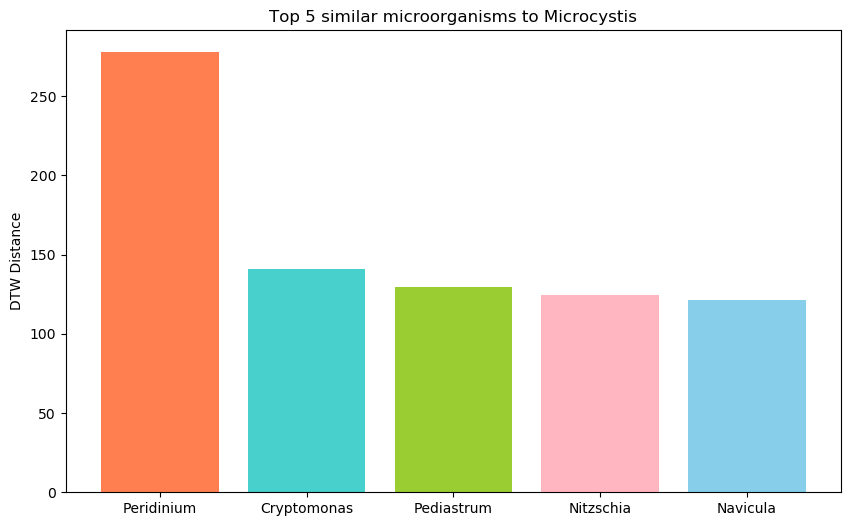 Top 5 similar microorganisms to Microcystis
DTW Distance
250
200
150
100
50
0
Peridinium Cryptomonas Pediastrum Nitzschia Navicula